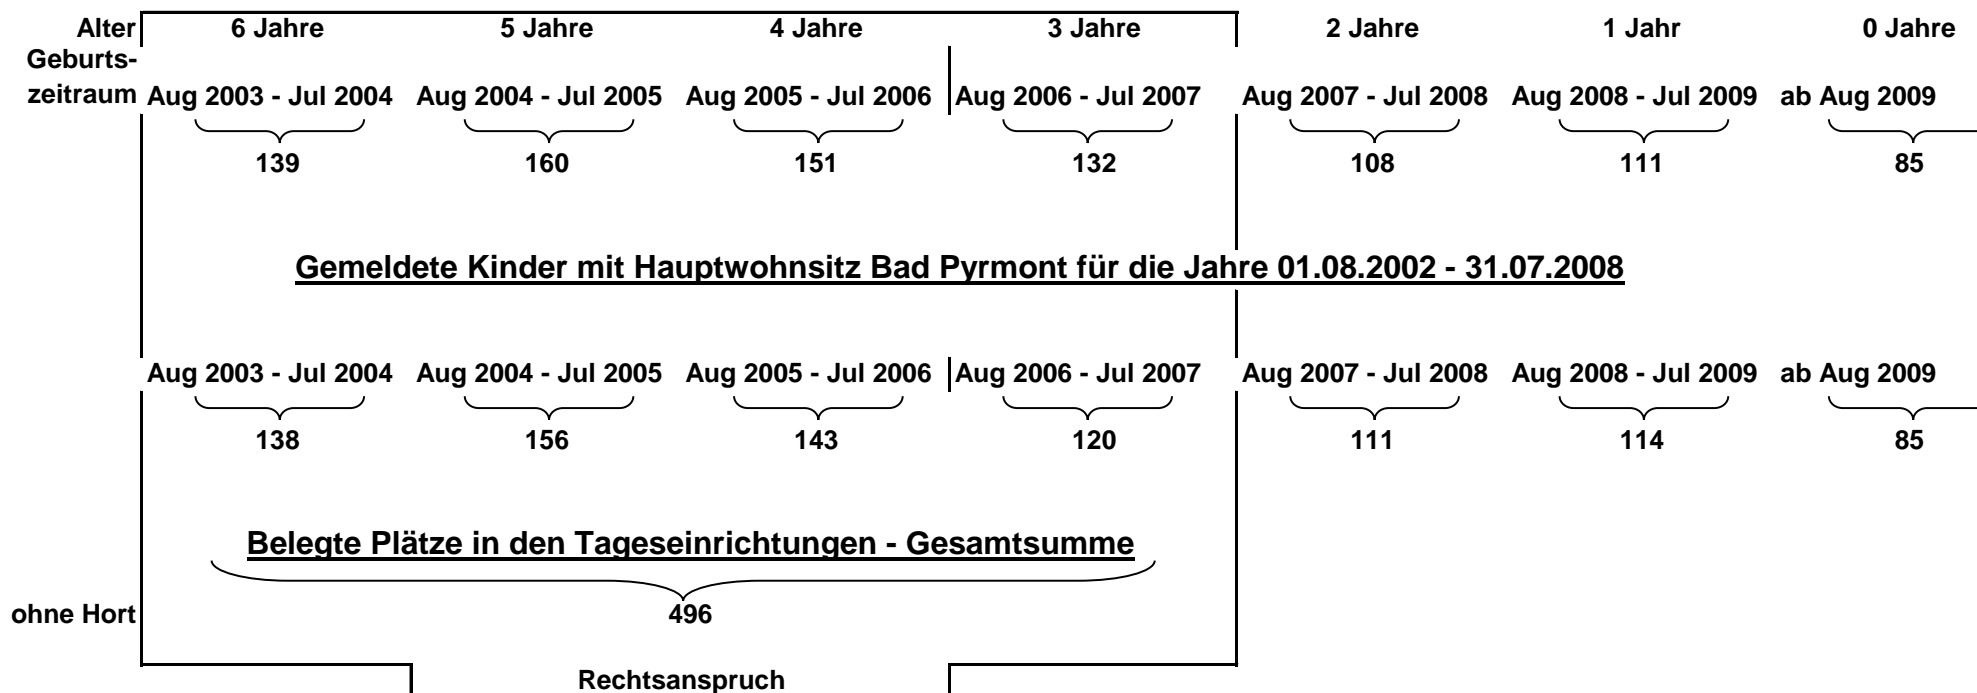 Alter 6 Jahre 5 Jahre 4 Jahre 3 Jahre 2 Jahre 1 Jahr 0 Jahre
Geburts-
zeitraum Aug 2003 - Jul 2004 Aug 2004 - Jul 2005 Aug 2005 - Jul 2006 Aug 2006 - Jul 2007 Aug 2007 - Jul 2008 Aug 2008 - Jul 2009 ab Aug 2009
139 160 151 132 108 111 85
Gemeldete Kinder mit Hauptwohnsitz Bad Pyrmont für die Jahre 01.08.2002 - 31.07.2008
Aug 2003 - Jul 2004 Aug 2004 - Jul 2005 Aug 2005 - Jul 2006 Aug 2006 - Jul 2007 Aug 2007 - Jul 2008 Aug 2008 - Jul 2009 ab Aug 2009
138 156 143 120 111 114 85
Belegte Plätze in den Tageseinrichtungen - Gesamtsumme
ohne Hort 496
Rechtsanspruch